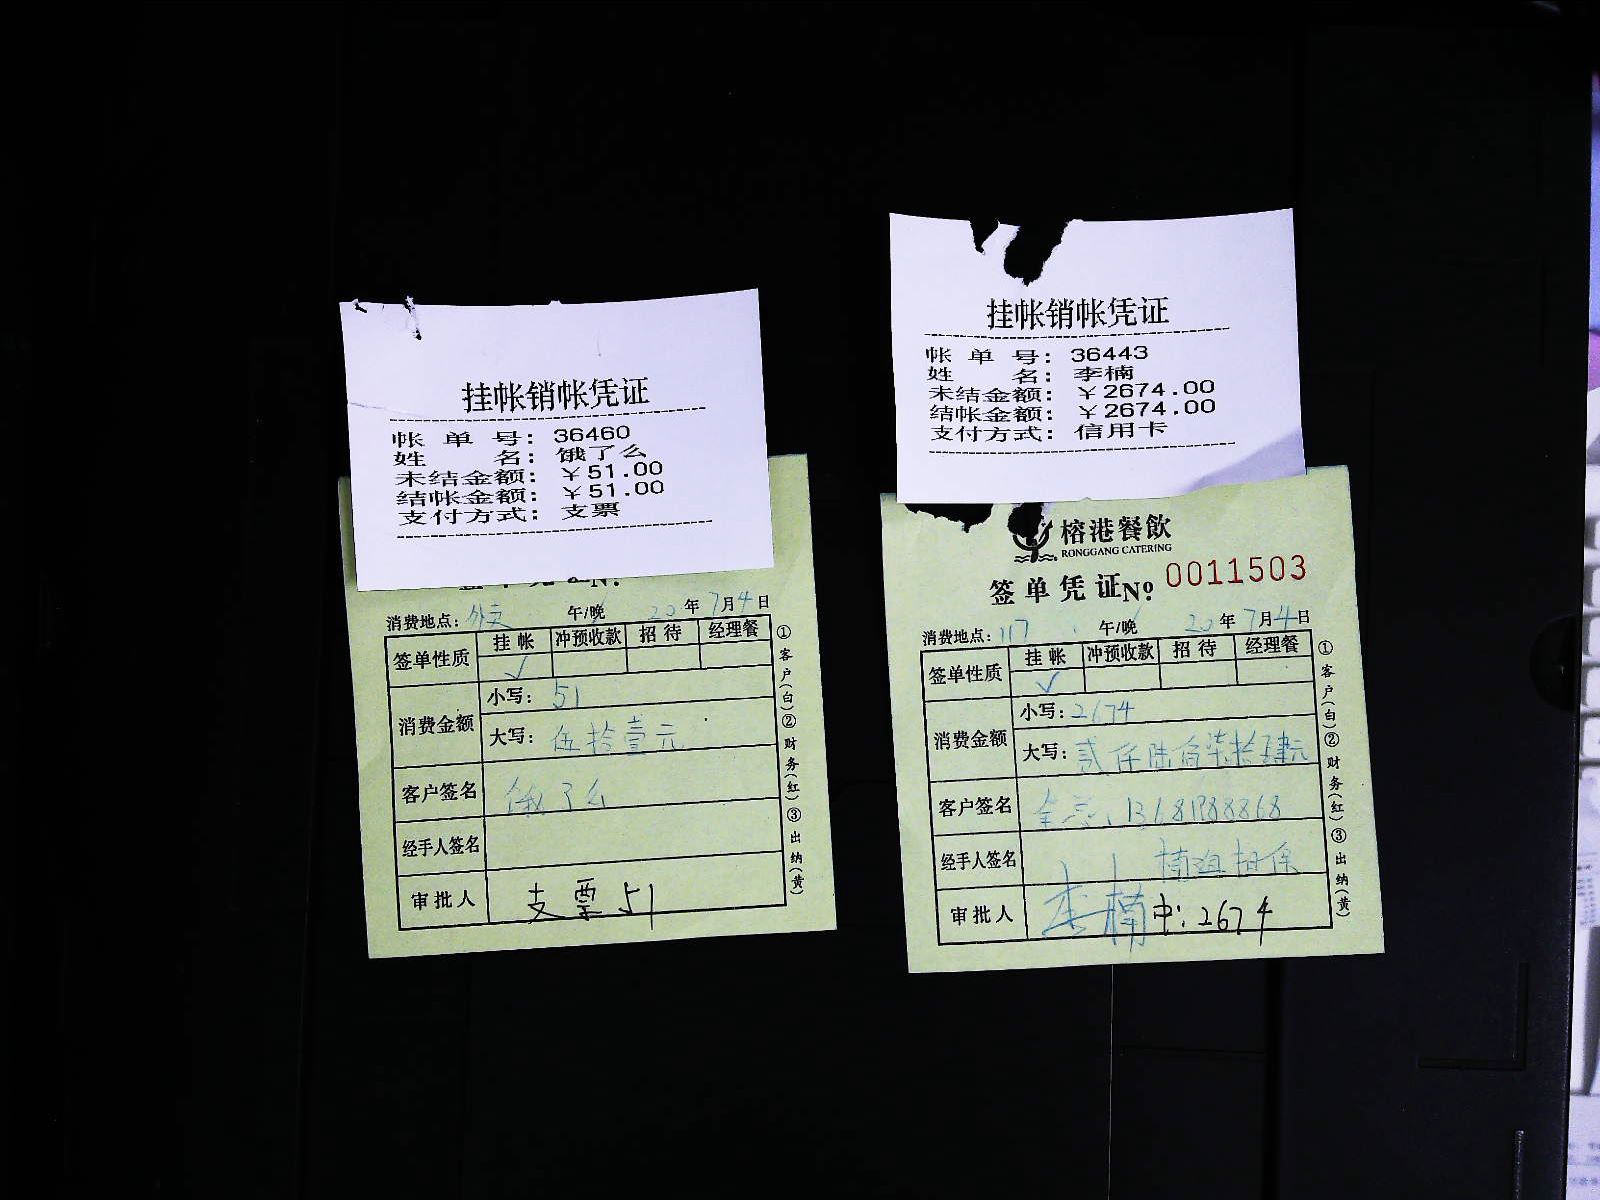 挂帐销帐凭证
帐单号：36460
姓名：饿了么
未结金额：￥51.00
结帐金额：￥51.00
支付方式：支票
消费地点： 午/晚 20年7月4日
签单性质 挂帐 冲预收款 招待 经理餐
√
消费金额 小写：51
大写：伍拾壹元
客户签名 饿了么
经手人签名
审批人 支票51
①客户(白)②财务(红)③出纳(黄)
挂帐销帐凭证
帐单号：36443
姓名：李楠
未结金额：￥2674.00
结帐金额：￥2674.00
支付方式：信用卡
榕港餐飲
RONGGANG CATERING
签单凭证№ 0011503
消费地点：117 午/晚 20年7月4日
签单性质 挂帐 冲预收款 招待 经理餐
√
消费金额 小写：2674
大写：贰仟陆佰柒拾肆元
客户签名 13681988868
经手人签名 担保
审批人 李楠 中：2674
①客户(白)②财务(红)③出纳(黄)